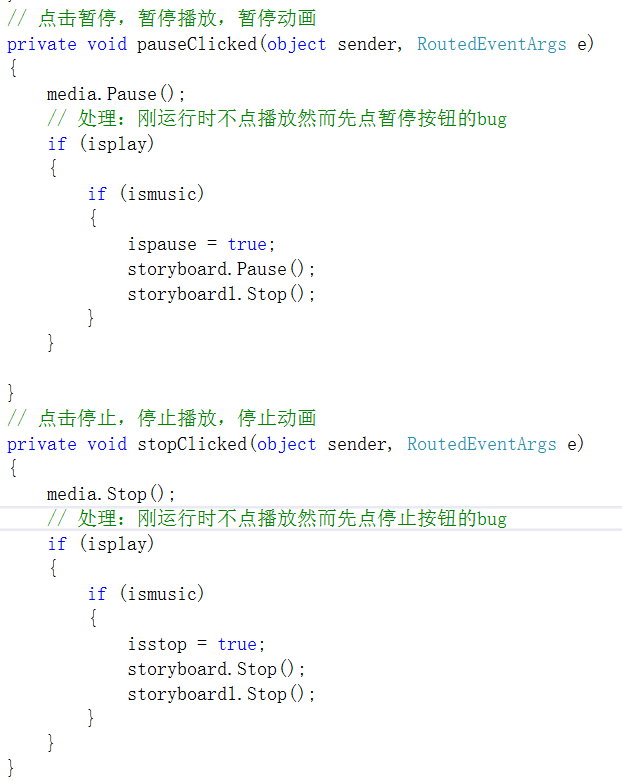 // 点击暂停，暂停播放，暂停动画
private void pauseClicked(object sender, RoutedEventArgs e)
{
    media.Pause();
    // 处理：刚运行时不点播放然而先点暂停按钮的bug
    if (isplay)
    {
        if (ismusic)
        {
            ispause = true;
            storyboard.Pause();
            storyboard1.Stop();
        }
    }

}
// 点击停止，停止播放，停止动画
private void stopClicked(object sender, RoutedEventArgs e)
{
    media.Stop();
    // 处理：刚运行时不点播放然而先点停止按钮的bug
    if (isplay)
    {
        if (ismusic)
        {
            isstop = true;
            storyboard.Stop();
            storyboard1.Stop();
        }
    }
}